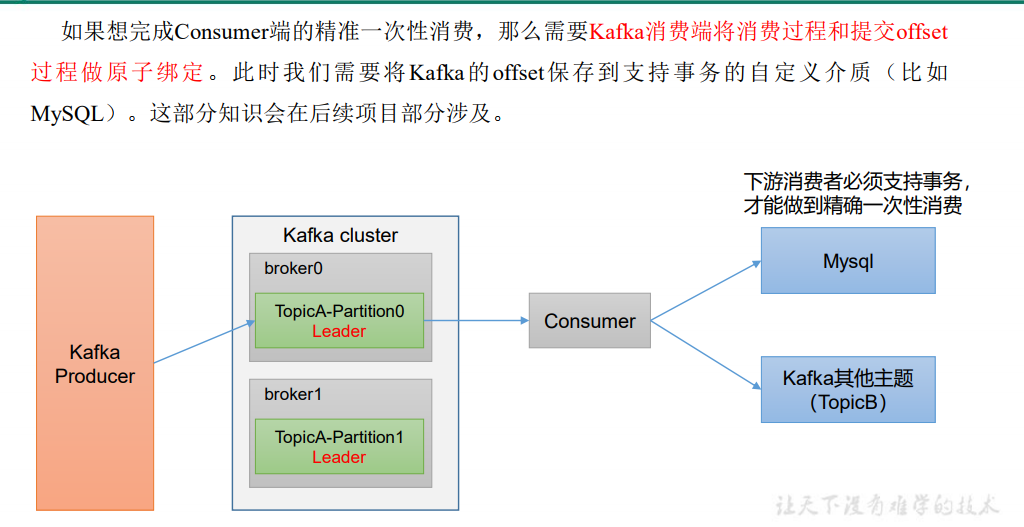 如果想完成Consumer端的精准一次性消费，那么需要Kafka消费端将消费过程和提交offset
过程做原子绑定。此时我们需要将Kafka的offset保存到支持事务的自定义介质（比如
MySQL）。这部分知识会在后续项目部分涉及。
下游消费者必须支持事务，
才能做到精确一次性消费
Kafka cluster
broker0
TopicA-Partition0
Leader
Mysql
Consumer
Kafka
Producer
broker1
TopicA-Partition1
Leader
Kafka其他主题
（TopicB）
让天下没有难学的技术